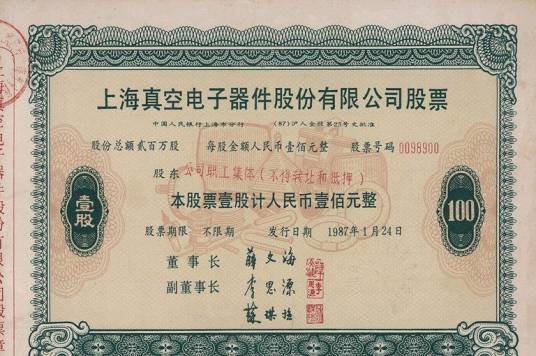 上海真空电子器件股份有限公司股票
中国人民银行上海市分行 (87)沪人金股第25号文批准
股份总额贰百万股 每股金额人民币壹佰元整 股票号码 0098900
股东 公司职工集体(不得转让和抵押)
本股票壹股计人民币壹佰元整
股票期限 不限期 发行日期 1987年1月24日
董事长 薛文海
副董事长 李思源
壹股
100